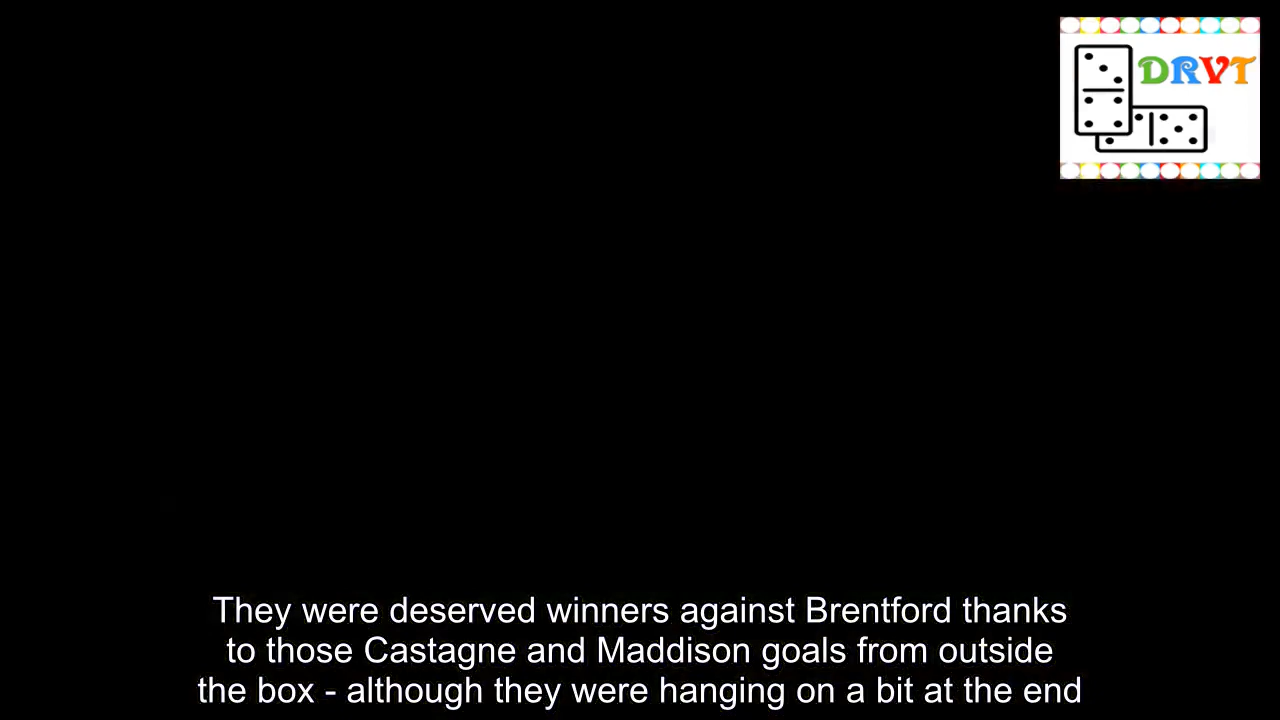 DRVT
They were deserved winners against Brentford thanks
to those Castagne and Maddison goals from outside
the box - although they were hanging on a bit at the end